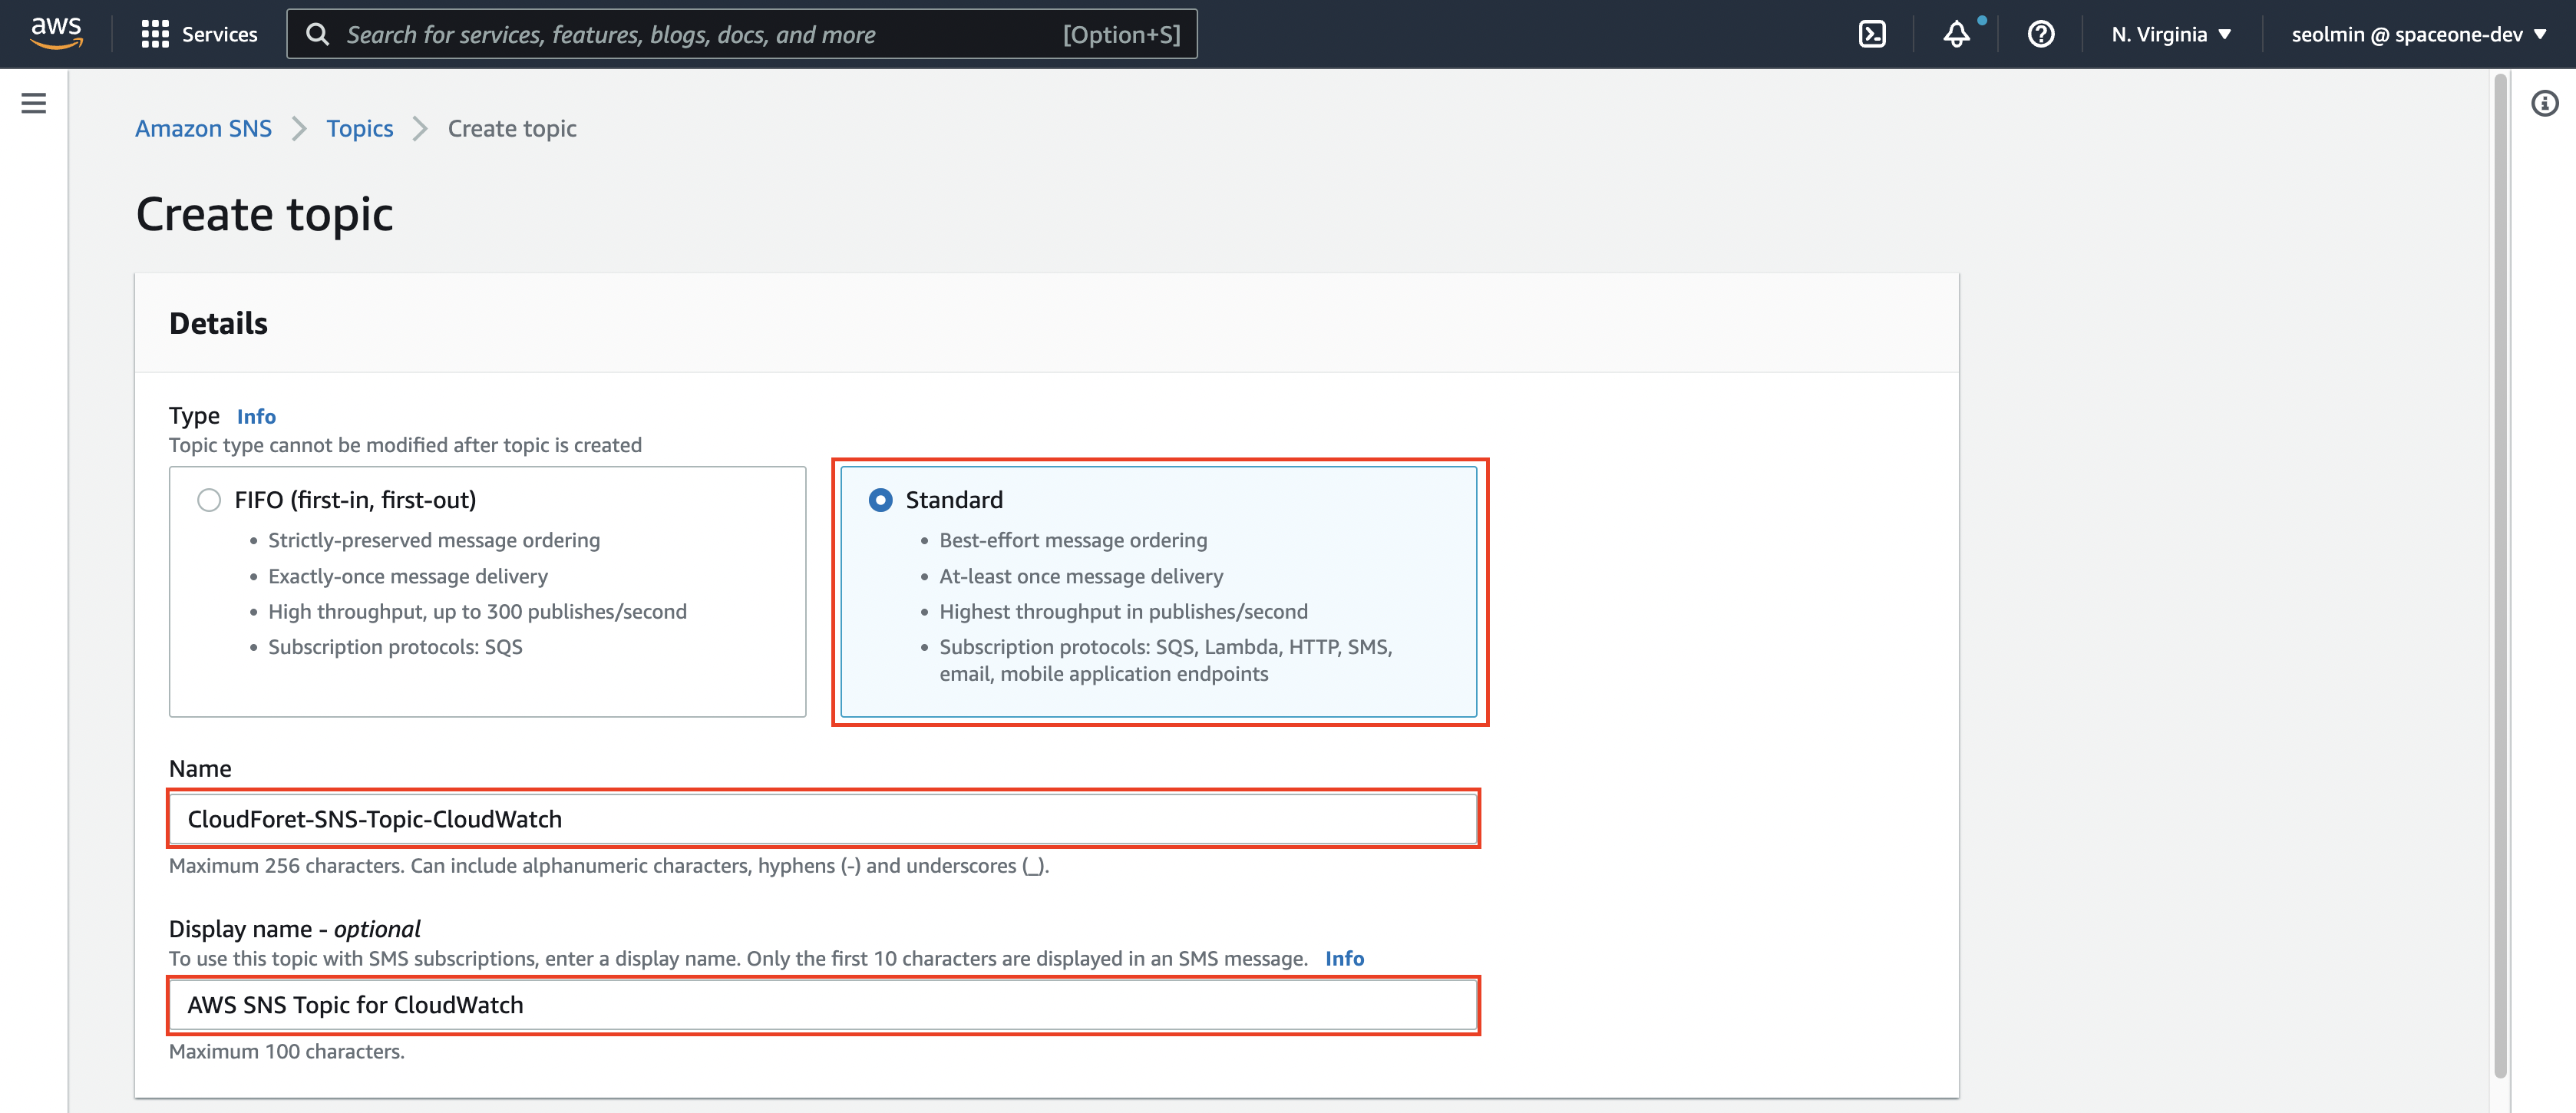 aws
Services
Search for services, features, blogs, docs, and more
[Option+S]
N. Virginia
seolmin @ spaceone-dev
Amazon SNS
Topics
Create topic
Create topic
Details
Type Info
Topic type cannot be modified after topic is created
FIFO (first-in, first-out)
Strictly-preserved message ordering
Exactly-once message delivery
High throughput, up to 300 publishes/second
Subscription protocols: SQS
Standard
Best-effort message ordering
At-least once message delivery
Highest throughput in publishes/second
Subscription protocols: SQS, Lambda, HTTP, SMS,
email, mobile application endpoints
Name
CloudForet-SNS-Topic-CloudWatch
Maximum 256 characters. Can include alphanumeric characters, hyphens (-) and underscores (_).
Display name - optional
To use this topic with SMS subscriptions, enter a display name. Only the first 10 characters are displayed in an SMS message. Info
AWS SNS Topic for CloudWatch
Maximum 100 characters.